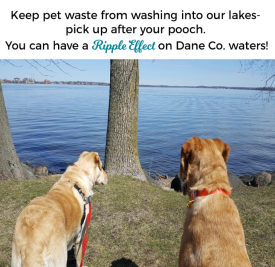 Keep pet waste from washing into our lakes-
pick up after your pooch.
You can have a Ripple Effect on Dane Co. waters!